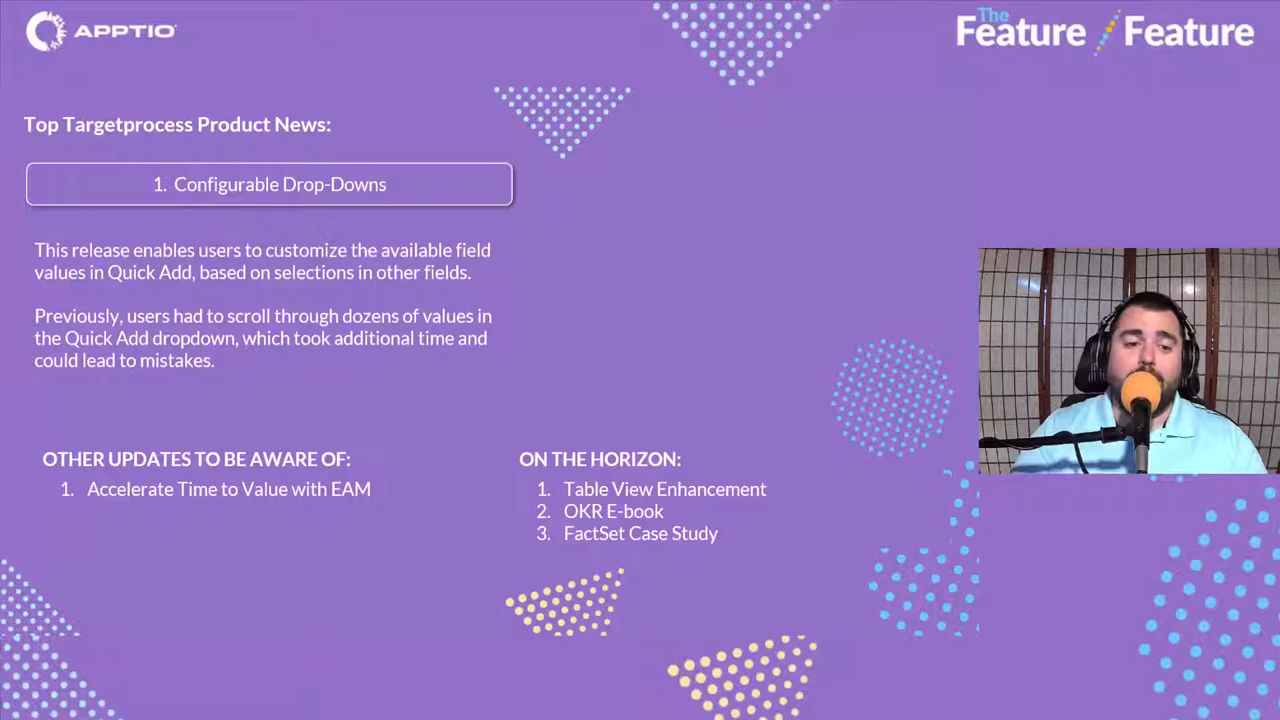 APPTIO
The
Feature / Feature
Top Targetprocess Product News:
1. Configurable Drop-Downs
This release enables users to customize the available field
values in Quick Add, based on selections in other fields.
Previously, users had to scroll through dozens of values in
the Quick Add dropdown, which took additional time and
could lead to mistakes.
OTHER UPDATES TO BE AWARE OF:
1. Accelerate Time to Value with EAM
ON THE HORIZON:
1. Table View Enhancement
2. OKR E-book
3. FactSet Case Study